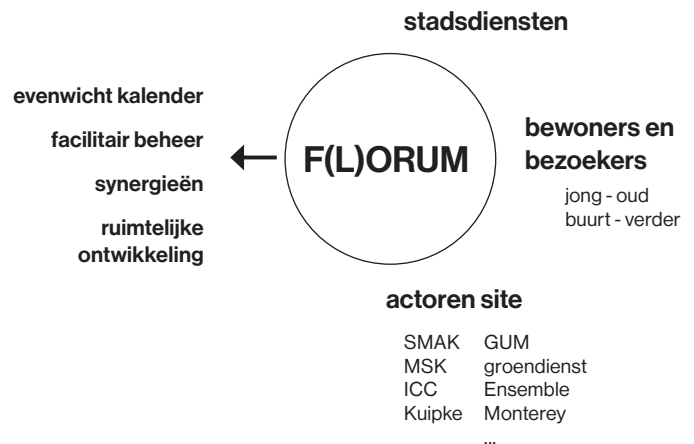 stadsdiensten
evenwicht kalender
facilitair beheer
synergieën
ruimtelijke
ontwikkeling
F(L)ORUM
bewoners en
bezoekers
jong - oud
buurt - verder
actoren site
SMAK GUM
MSK groendienst
ICC Ensemble
Kuipke Monterey
...